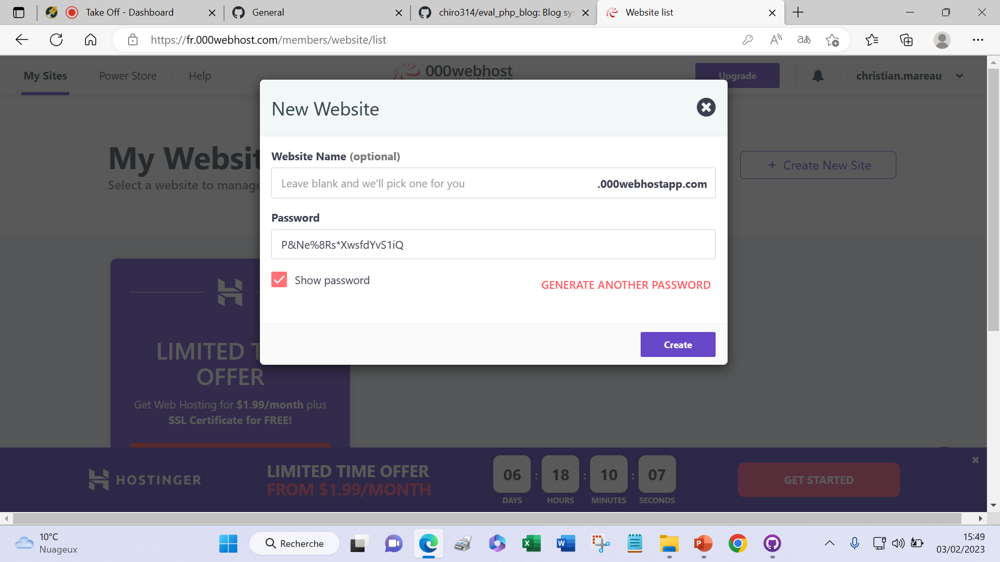 Take Off - Dashboard
General
chiro314/eval_php_blog: Blog sys
Website list
https://fr.000webhost.com/members/website/list
My Sites
Power Store
Help
000webhost
Upgrade
christian.mareau
New Website
My Websit
Select a website to manage
+ Create New Site
Website Name (optional)
Leave blank and we'll pick one for you
.000webhostapp.com
Password
P&Ne%8Rs*XwsfdYvS1iQ
Show password
GENERATE ANOTHER PASSWORD
Create
LIMITED T
OFFER
Get Web Hosting for $1.99/month plus
SSL Certificate for FREE!
HOSTINGER
LIMITED TIME OFFER
FROM $1.99/MONTH
06 : 18 : 10 : 07
DAYS HOURS MINUTES SECONDS
GET STARTED
10°C
Nuageux
Recherche
15:49
03/02/2023